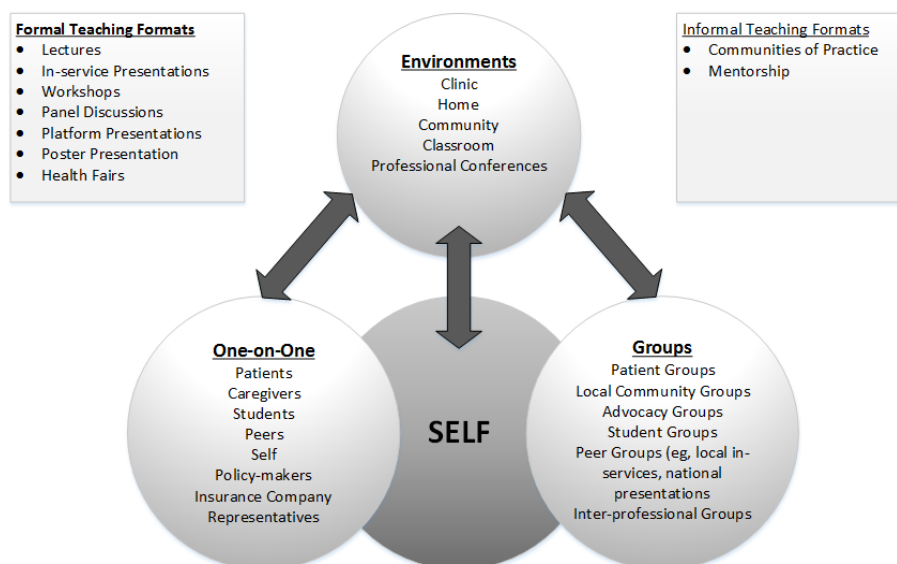 Formal Teaching Formats
• Lectures
• In-service Presentations
• Workshops
• Panel Discussions
• Platform Presentations
• Poster Presentation
• Health Fairs
Informal Teaching Formats
• Communities of Practice
• Mentorship
Environments
Clinic
Home
Community
Classroom
Professional Conferences
One-on-One
Patients
Caregivers
Students
Peers
Self
Policy-makers
Insurance Company
Representatives
SELF
Groups
Patient Groups
Local Community Groups
Advocacy Groups
Student Groups
Peer Groups (eg, local in-
services, national
presentations
Inter-professional Groups